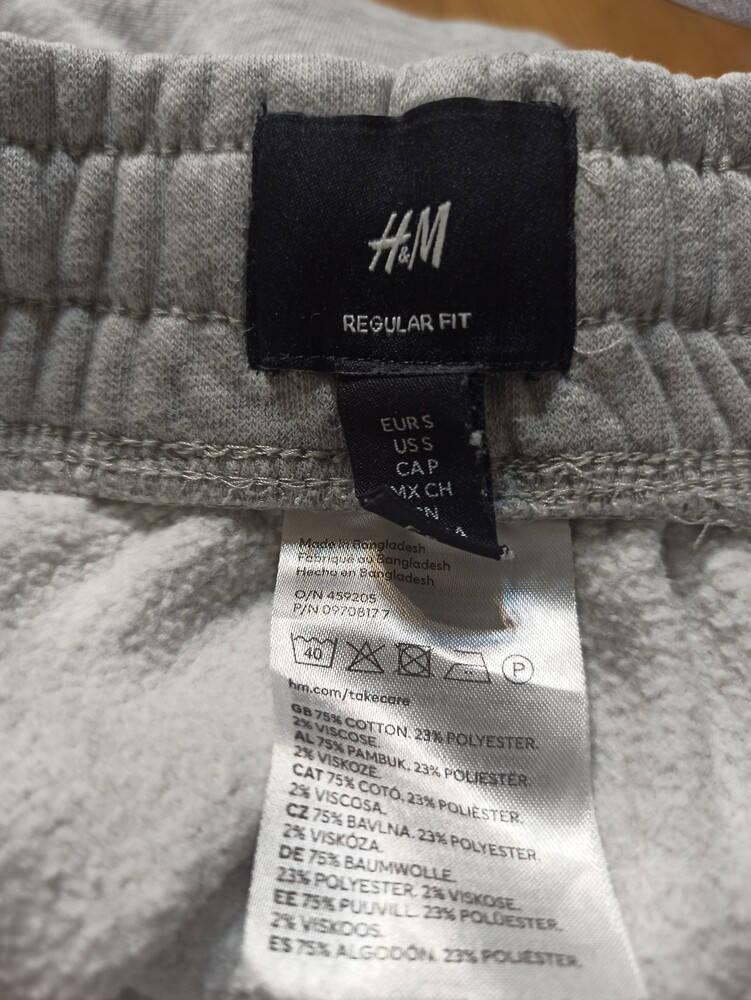 H&M
REGULAR FIT
EUR S
US S
CA P
MX CH
Made in Bangladesh
Fabriqué au Bangladesh
Hecho en Bangladesh
O/N 459205
P/N 0970817 7
40
P
hm.com/takecare
GB 75% COTTON. 23% POLYESTER.
2% VISCOSE.
AL 75% PAMBUK. 23% POLIESTËR.
2% VISKOZË.
CAT 75% COTÓ. 23% POLIÈSTER.
2% VISCOSA.
CZ 75% BAVLNA. 23% POLYESTER.
2% VISKÓZA.
DE 75% BAUMWOLLE.
23% POLYESTER. 2% VISKOSE.
EE 75% PUUVILL. 23% POLÜESTER.
2% VISKOOS.
ES 75% ALGODÓN. 23% POLIÉSTER.